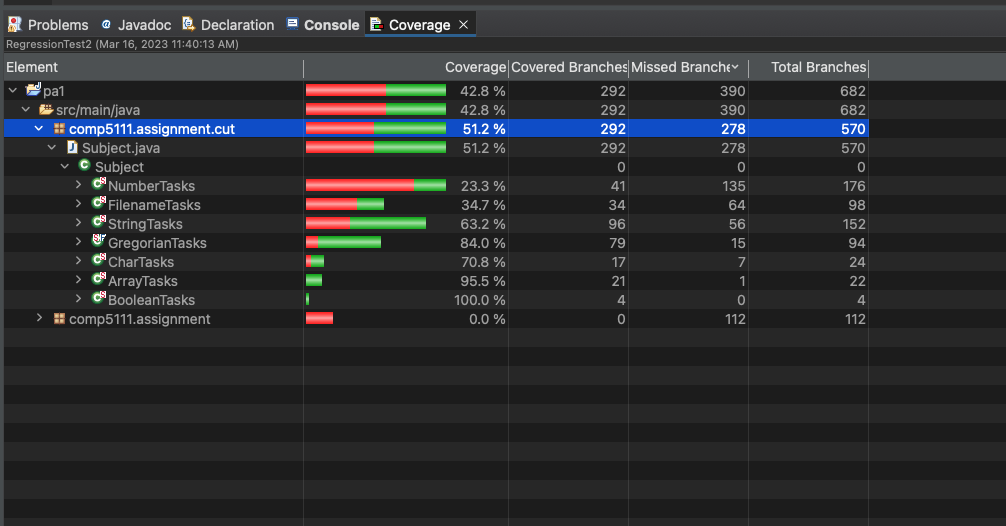 Problems @ Javadoc Declaration Console Coverage
RegressionTest2 (Mar 16, 2023 11:40:13 AM)
Element Coverage Covered Branches Missed Branche Total Branches
pa1 42.8 % 292 390 682
src/main/java 42.8 % 292 390 682
comp5111.assignment.cut 51.2 % 292 278 570
Subject.java 51.2 % 292 278 570
Subject 0 0 0
NumberTasks 23.3 % 41 135 176
FilenameTasks 34.7 % 34 64 98
StringTasks 63.2 % 96 56 152
GregorianTasks 84.0 % 79 15 94
CharTasks 70.8 % 17 7 24
ArrayTasks 95.5 % 21 1 22
BooleanTasks 100.0 % 4 0 4
comp5111.assignment 0.0 % 0 112 112